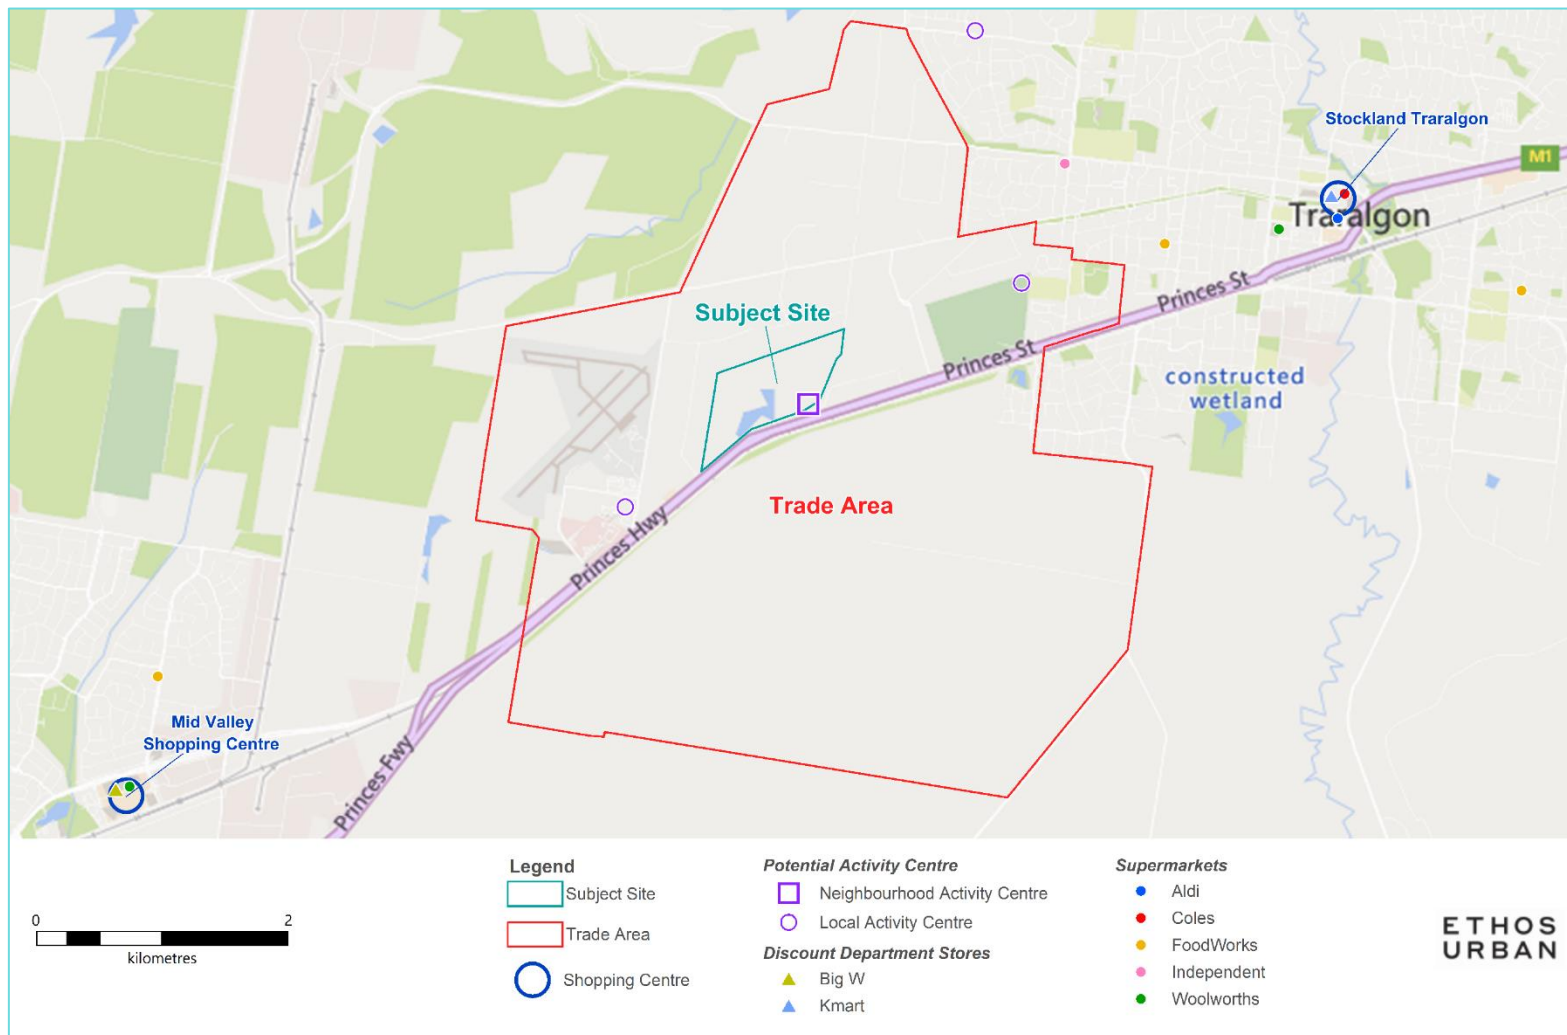 Stockland Traralgon
M1
Traralgon
Princes St
Subject Site
Princes St
constructed
wetland
Trade Area
Princes Hwy
Mid Valley
Shopping Centre
Princes Fwy
Legend
Subject Site
Trade Area
Shopping Centre
Potential Activity Centre
Neighbourhood Activity Centre
Local Activity Centre
Discount Department Stores
Big W
Kmart
Supermarkets
Aldi
Coles
FoodWorks
Independent
Woolworths
0 2
kilometres
ETHOS
URBAN